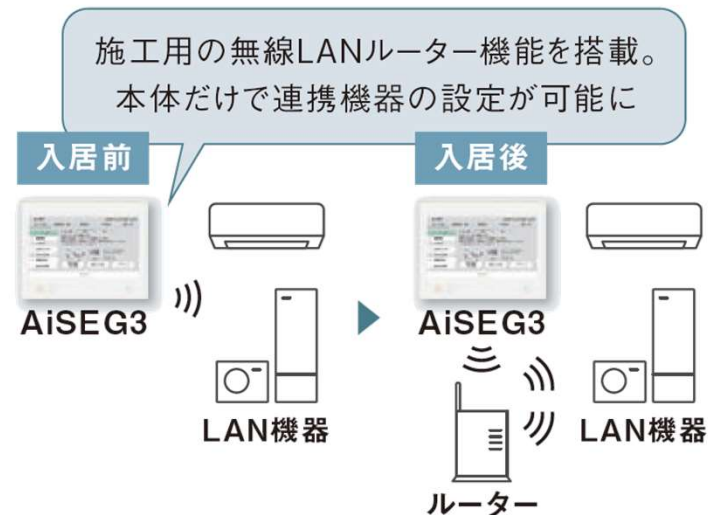 施工用の無線LANルーター機能を搭載。
本体だけで連携機器の設定が可能に
入居前
入居後
AiSEG3
LAN機器
AiSEG3
LAN機器
ルーター